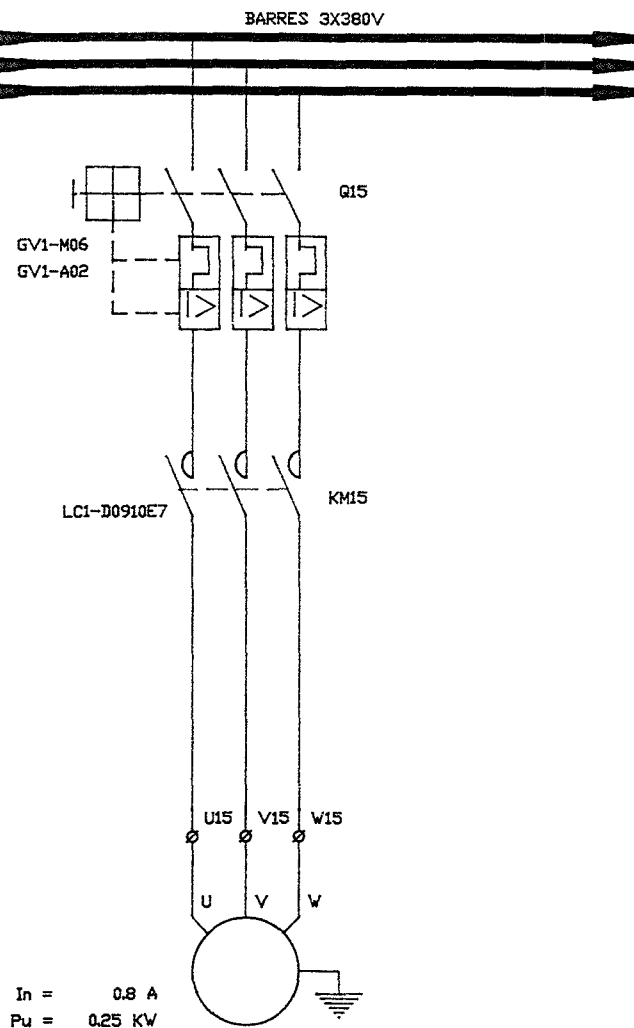 BARRES 3X380V
Q15
GV1-M06
GV1-A02
I> I> I>
LC1-D0910E7
KM15
U15 V15 W15
U V W
In = 0.8 A
Pu = 0.25 KW